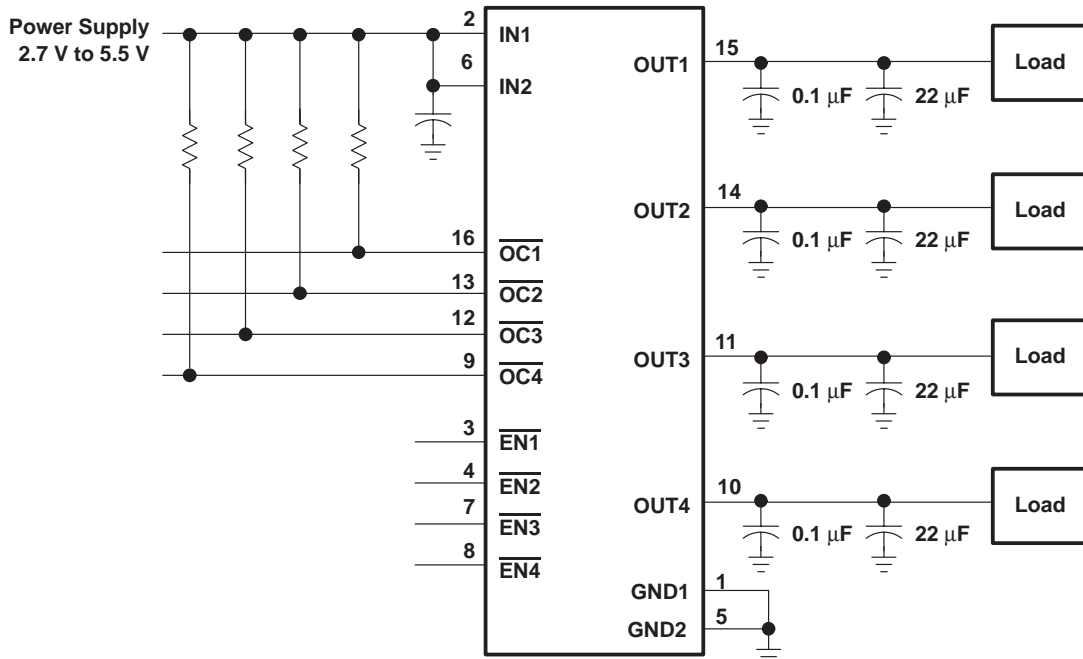 Power Supply
2.7 V to 5.5 V
2
IN1
6
IN2
16
OC1
13
OC2
12
OC3
9
OC4
3
EN1
4
EN2
7
EN3
8
EN4
OUT1
15
0.1 μF
22 μF
Load
OUT2
14
0.1 μF
22 μF
Load
OUT3
11
0.1 μF
22 μF
Load
OUT4
10
0.1 μF
22 μF
Load
GND1
1
GND2
5